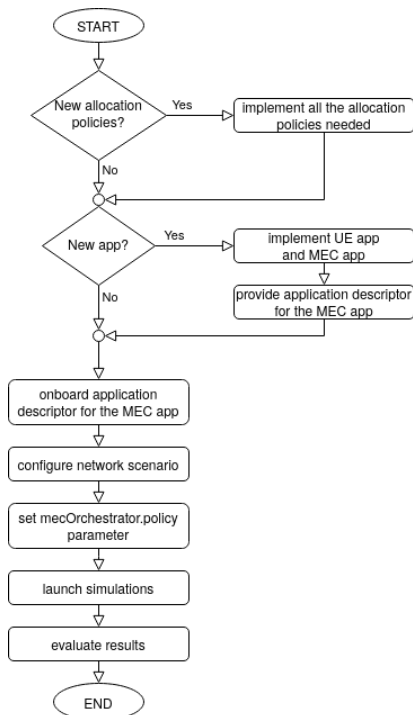 START
New allocation
policies?
Yes
implement all the allocation
policies needed
No
New app?
Yes
implement UE app
and MEC app
No
provide application descriptor
for the MEC app
onboard application
descriptor for the MEC app
configure network scenario
set mecOrchestrator.policy
parameter
launch simulations
evaluate results
END